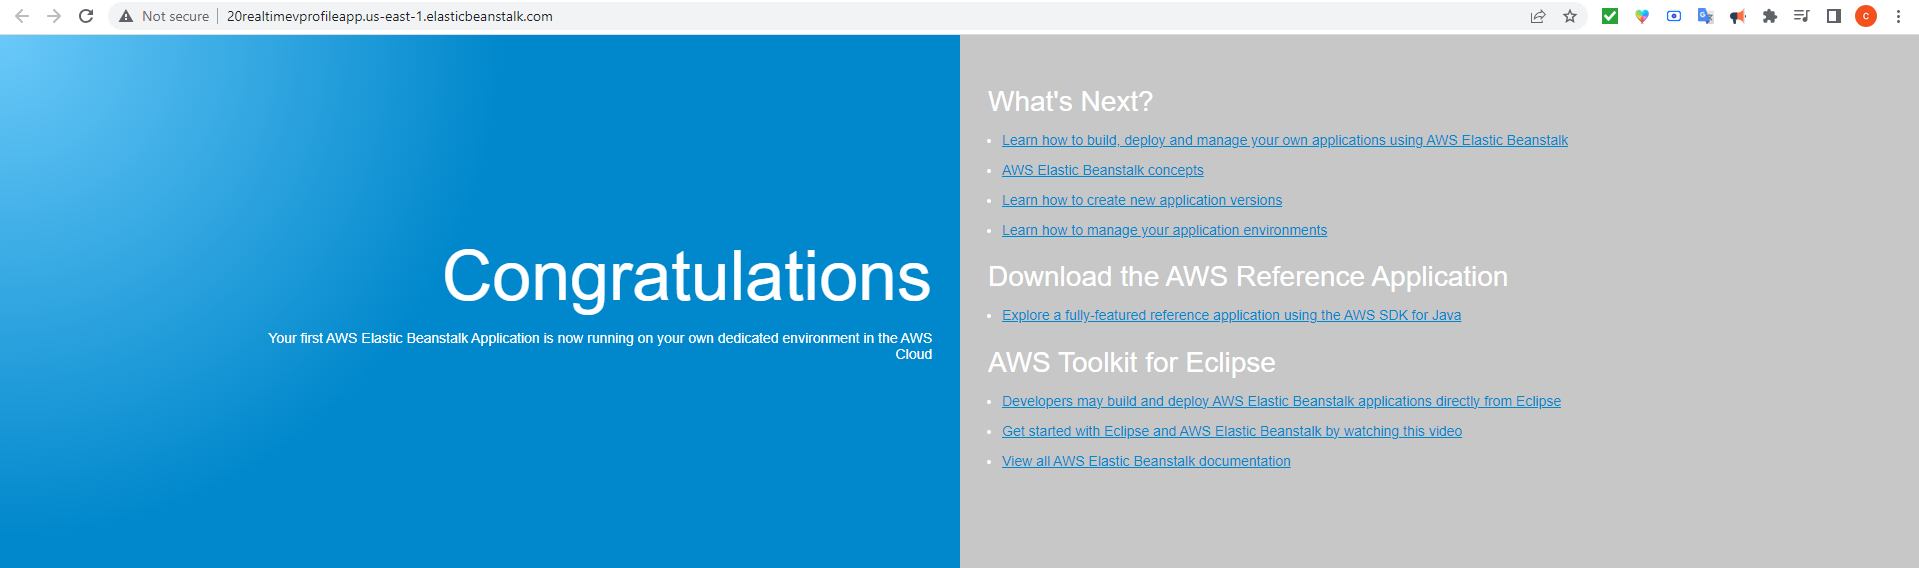 Not secure
20realtimevprofileapp.us-east-1.elasticbeanstalk.com
c
Congratulations
Your first AWS Elastic Beanstalk Application is now running on your own dedicated environment in the AWS
Cloud
What's Next?
Learn how to build, deploy and manage your own applications using AWS Elastic Beanstalk
AWS Elastic Beanstalk concepts
Learn how to create new application versions
Learn how to manage your application environments
Download the AWS Reference Application
Explore a fully-featured reference application using the AWS SDK for Java
AWS Toolkit for Eclipse
Developers may build and deploy AWS Elastic Beanstalk applications directly from Eclipse
Get started with Eclipse and AWS Elastic Beanstalk by watching this video
View all AWS Elastic Beanstalk documentation